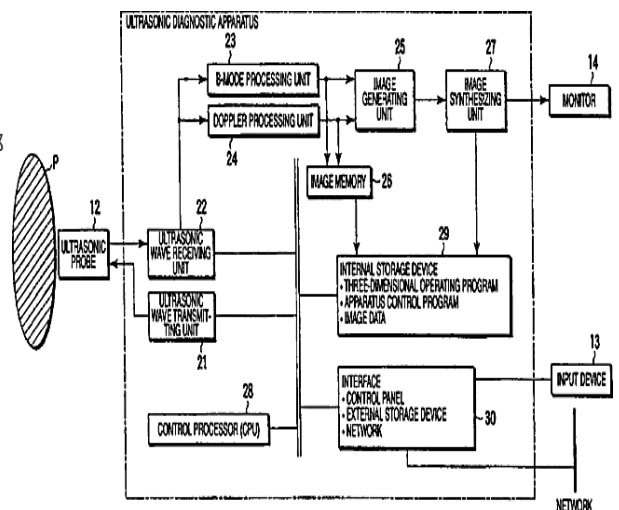 ULTRASONIC DIAGNOSTIC APPARATUS
23
B-MODE PROCESSING UNIT
DOPPLER PROCESSING UNIT
24
25
IMAGE
GENERATING
UNIT
27
IMAGE
SYNTHESIZING
UNIT
14
MONITOR
IMAGE MEMORY
26
P
12
ULTRASONIC
PROBE
22
ULTRASONIC
WAVE RECEIVING
UNIT
ULTRASONIC
WAVE TRANSMIT-
TING UNIT
21
29
INTERNAL STORAGE DEVICE
• THREE-DIMENSIONAL OPERATING PROGRAM
• APPARATUS CONTROL PROGRAM
• IMAGE DATA
28
CONTROL PROCESSOR (CPU)
INTERFACE
• CONTROL PANEL
• EXTERNAL STORAGE DEVICE
• NETWORK
30
13
INPUT DEVICE
NETWORK